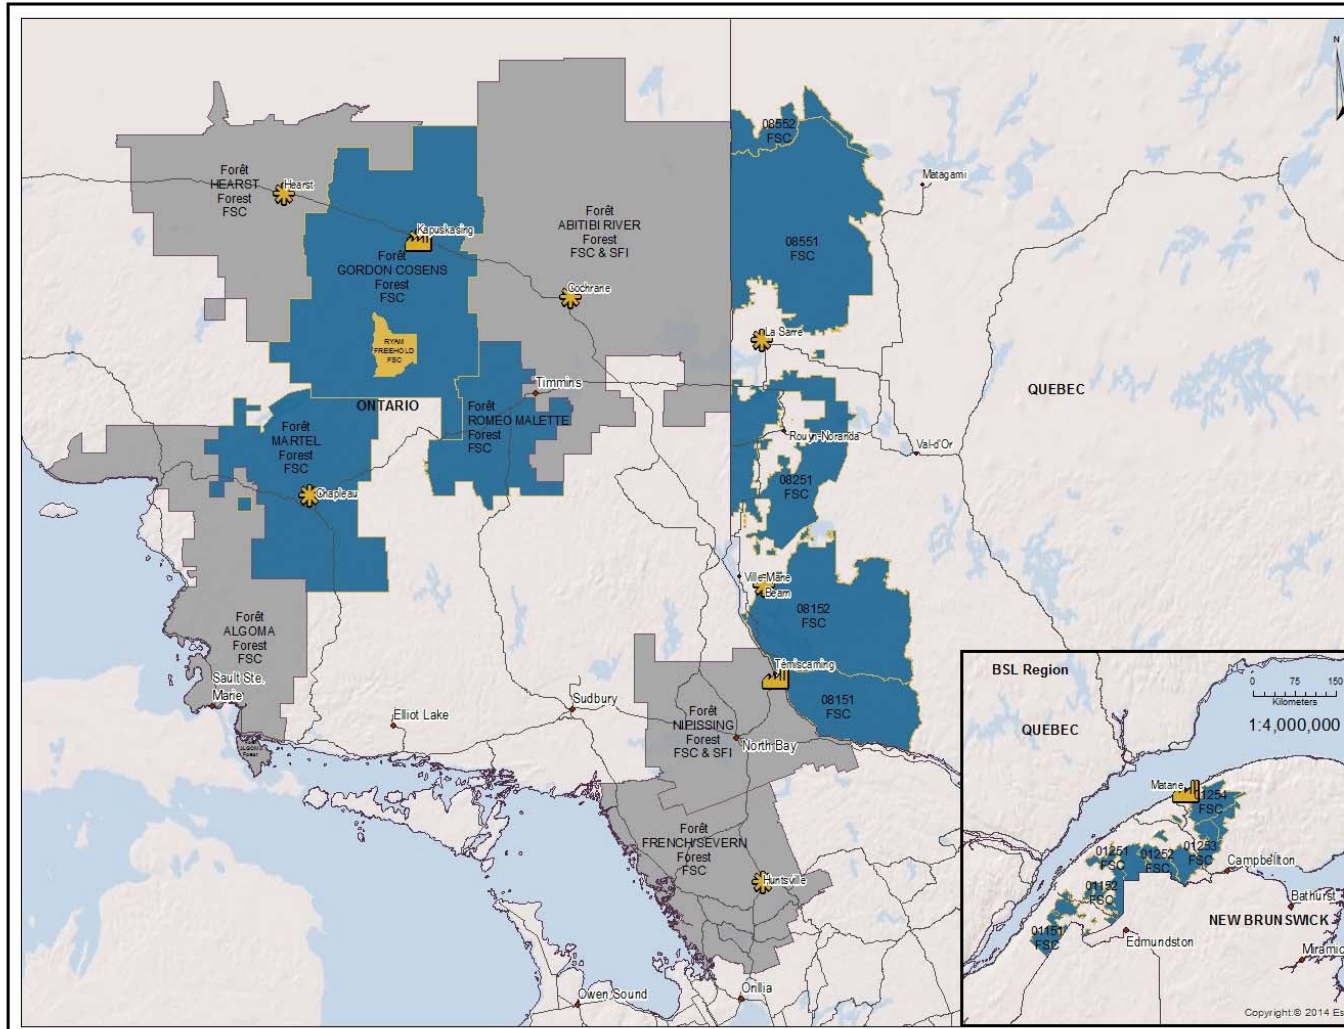 N
08552
FSC
Matagami
Forêt
HEARST
Forest
FSC
Hearst
Forêt
ABITIBI RIVER
Forest
FSC & SFI
Kapuskasing
08551
FSC
Forêt
GORDON COSENS
Forest
FSC
Cochrane
La Sarre
RYAM
FREEHOLD
FSC
Timmins
QUEBEC
ONTARIO
Forêt
ROMEO MALETTE
Forest
FSC
Forêt
MARTEL
Forest
FSC
Rouyn-Noranda
Val-d'Or
08251
FSC
Chapleau
Ville-Marie
Bearn
08152
FSC
Forêt
ALGOMA
Forest
FSC
Témiscaming
Sault Ste.
Marie
Sudbury
08151
FSC
Elliot Lake
Forêt
NIPISSING
Forest
FSC & SFI
North Bay
ALGOMA
Forest
Forêt
FRENCH/SEVERN
Forest
FSC
Huntsville
Owen Sound
Orillia
BSL Region
0 75 150
Kilometers
1:4,000,000
QUEBEC
Matane
01254
FSC
01253
FSC
01252
FSC
01251
FSC
01152
FSC
01151
FSC
Campbellton
Bathurst
NEW BRUNSWICK
Edmundston
Miramic
Copyright:© 2014 Es